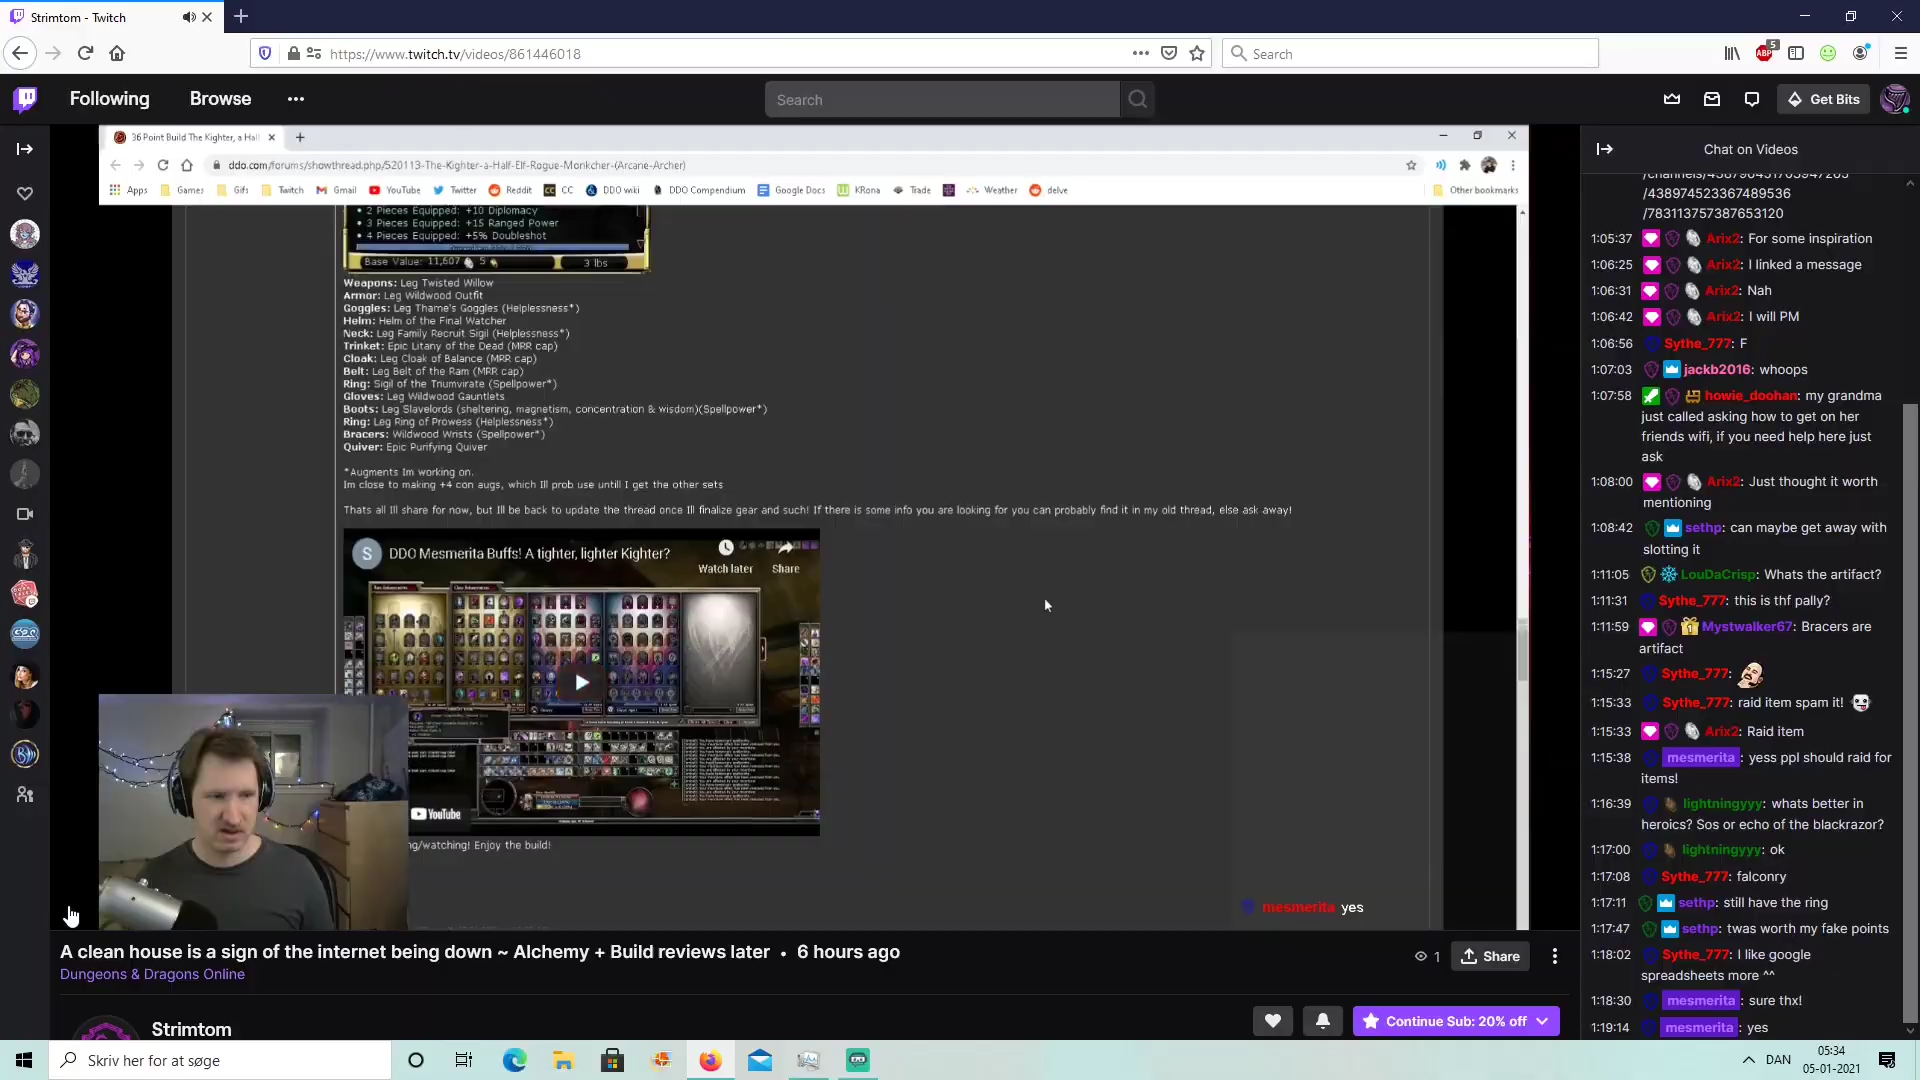 Strimtom - Twitch
https://www.twitch.tv/videos/861446018
Search
5
ABP
Following
Browse
Search
Get Bits
36 Point Build The Kighter, a Hal
ddo.com/forums/showthread.php/520113-The-Kighter-a-Half-Elf-Rogue-Monkcher-(Arcane-Archer)
Apps
Games
Gifs
Twitch
Gmail
YouTube
Twitter
Reddit
CC
CC
DDO wiki
DDO Compendium
Google Docs
KRona
Trade
Weather
delve
Other bookmarks
• 2 Pieces Equipped: +10 Diplomacy
• 3 Pieces Equipped: +15 Ranged Power
• 4 Pieces Equipped: +5% Doubleshot
Base Value: 11,607 5
3 lbs
Weapons: Leg Twisted Willow
Armor: Leg Wildwood Outfit
Goggles: Leg Thame's Goggles (Helplessness*)
Helm: Helm of the Final Watcher
Neck: Leg Family Recruit Sigil (Helplessness*)
Trinket: Epic Litany of the Dead (MRR cap)
Cloak: Leg Cloak of Balance (MRR cap)
Belt: Leg Belt of the Ram (MRR cap)
Ring: Sigil of the Triumvirate (Spellpower*)
Gloves: Leg Wildwood Gauntlets
Boots: Leg Slavelords (sheltering, magnetism, concentration & wisdom)(Spellpower*)
Ring: Leg Ring of Prowess (Helplessness*)
Bracers: Wildwood Wrists (Spellpower*)
Quiver: Epic Purifying Quiver
*Augments Im working on.
Im close to making +4 con augs, which Ill prob use untill I get the other sets
Thats all Ill share for now, but Ill be back to update the thread once Ill finalize gear and such! If there is some info you are looking for you can probably find it in my old thread, else ask away!
S
DDO Mesmerita Buffs! A tighter, lighter Kighter?
Watch later
Share
YouTube
ng/watching! Enjoy the build!
mesmerita yes
A clean house is a sign of the internet being down ~ Alchemy + Build reviews later • 6 hours ago
Dungeons & Dragons Online
1
Share
Strimtom
Continue Sub: 20% off
Chat on Videos
/438974523367489536
/783113757387653120
1:05:37 Arix2: For some inspiration
1:06:25 Arix2: I linked a message
1:06:31 Arix2: Nah
1:06:42 Arix2: I will PM
1:06:56 Sythe_777: F
1:07:03 jackb2016: whoops
1:07:58 howie_doohan: my grandma
just called asking how to get on her
friends wifi, if you need help here just
ask
1:08:00 Arix2: Just thought it worth
mentioning
1:08:42 sethp: can maybe get away with
slotting it
1:11:05 LouDaCrisp: Whats the artifact?
1:11:31 Sythe_777: this is thf pally?
1:11:59 Mystwalker67: Bracers are
artifact
1:15:27 Sythe_777:
1:15:33 Sythe_777: raid item spam it!
1:15:33 Arix2: Raid item
1:15:38 mesmerita: yess ppl should raid for
items!
1:16:39 lightningyyy: whats better in
heroics? Sos or echo of the blackrazor?
1:17:00 lightningyyy: ok
1:17:08 Sythe_777: falconry
1:17:11 sethp: still have the ring
1:17:47 sethp: twas worth my fake points
1:18:02 Sythe_777: I like google
spreadsheets more ^^
1:18:30 mesmerita: sure thx!
1:19:14 mesmerita: yes
Skriv her for at søge
DAN
05:34
05-01-2021